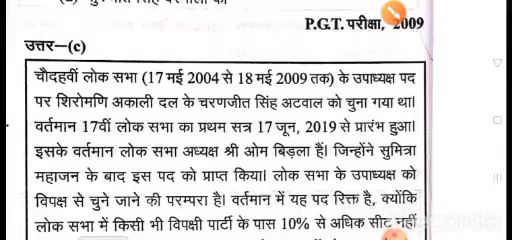 P.G.T. परीक्षा, 2009
उत्तर—(c)
चौदहवीं लोक सभा (17 मई 2004 से 18 मई 2009 तक) के उपाध्यक्ष पद
पर शिरोमणि अकाली दल के चरणजीत सिंह अटवाल को चुना गया था।
वर्तमान 17वीं लोक सभा का प्रथम सत्र 17 जून, 2019 से प्रारंभ हुआ।
इसके वर्तमान लोक सभा अध्यक्ष श्री ओम बिड़ला हैं। जिन्होंने सुमित्रा
महाजन के बाद इस पद को प्राप्त किया। लोक सभा के उपाध्यक्ष को
विपक्ष से चुने जाने की परम्परा है। वर्तमान में यह पद रिक्त है, क्योंकि
लोक सभा में किसी भी विपक्षी पार्टी के पास 10% से अधिक सीट नहीं